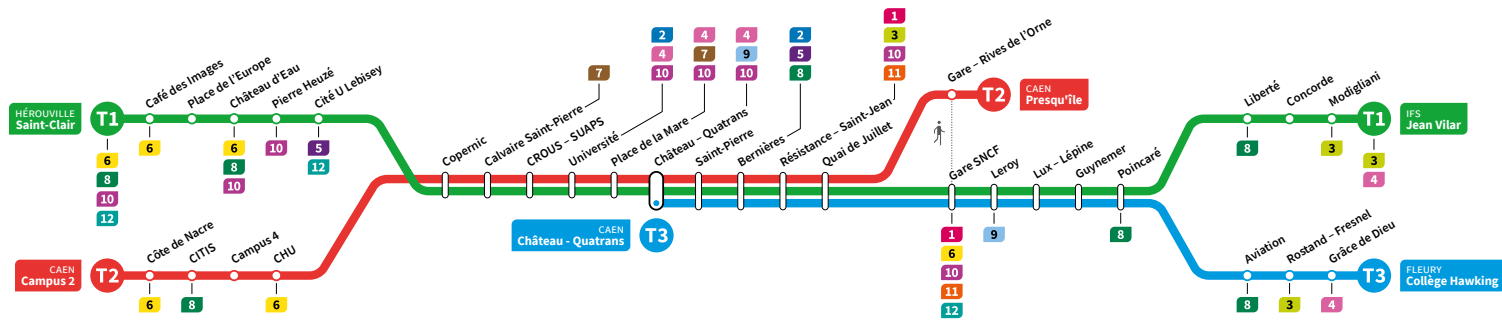 HÉROUVILLE
Saint-Clair
T1
6
8
10
12
Café des Images
6
Place de l'Europe
Château d'Eau
6
8
10
Pierre Heuzé
10
Cité U Lebisey
5
12
CAEN
Campus 2
T2
Côte de Nacre
6
CITIS
8
Campus 4
CHU
6
Copernic
Calvaire Saint-Pierre
7
CROUS – SUAPS
Université
2
4
10
Place de la Mare
4
7
10
Château – Quatrans
4
9
10
CAEN
Château - Quatrans
T3
Saint-Pierre
Bernières
2
5
8
Résistance – Saint-Jean
1
3
10
11
Quai de Juillet
Gare – Rives de l'Orne
T2
CAEN
Presqu'île
Gare SNCF
1
6
10
11
12
Leroy
9
Lux – Lépine
Guynemer
Poincaré
8
Liberté
8
Concorde
Modigliani
3
T1
IFS
Jean Vilar
3
4
Aviation
8
Rostand – Fresnel
3
Grâce de Dieu
4
T3
FLEURY
Collège Hawking